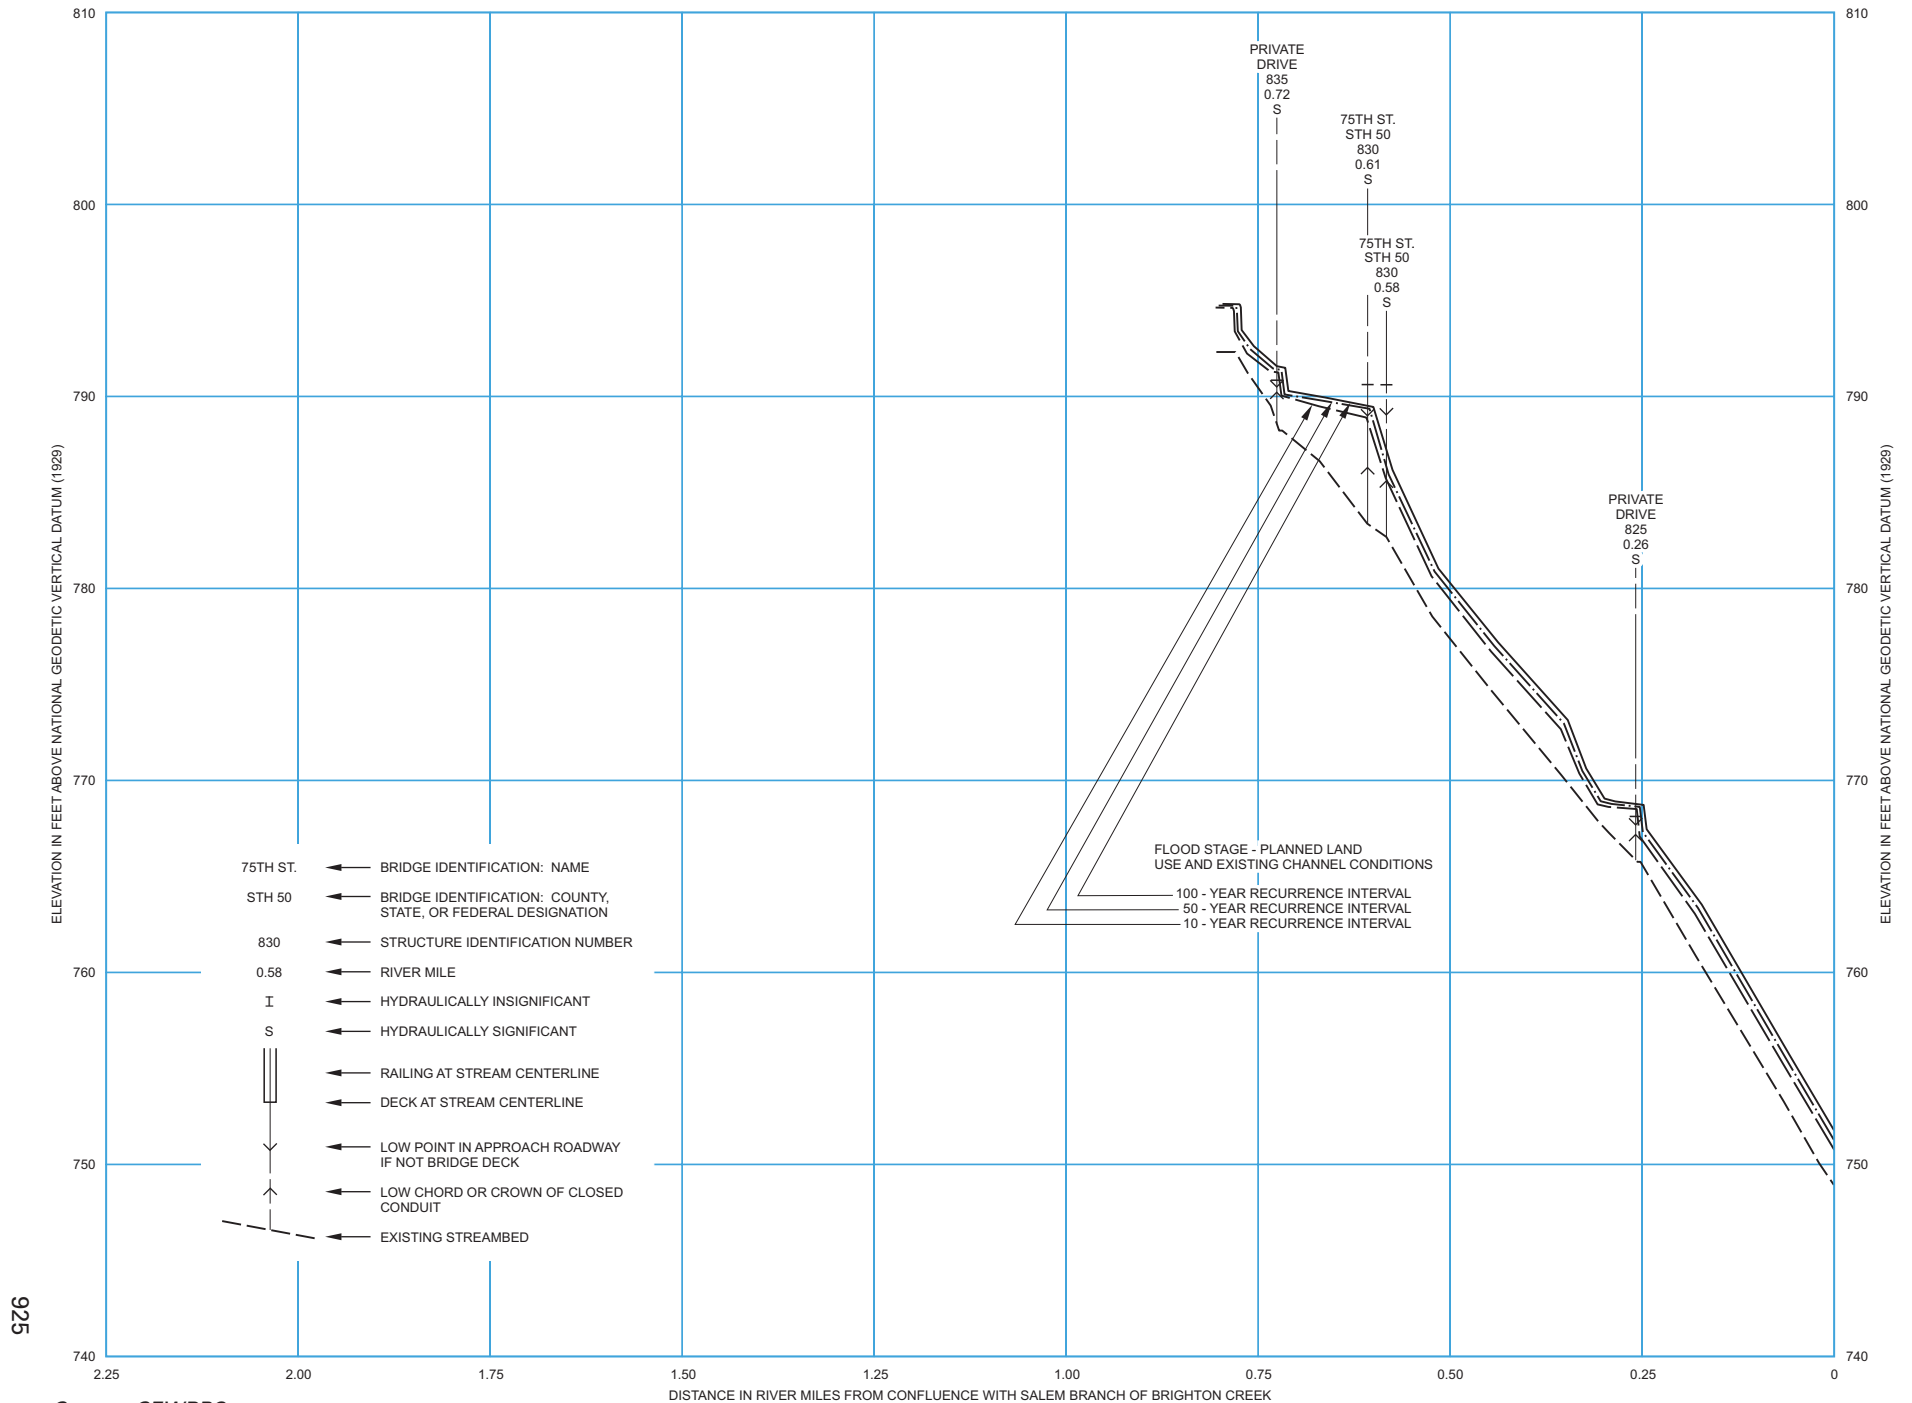 810
810
PRIVATE
DRIVE
835
0.72
S
75TH ST.
STH 50
830
0.61
S
800
800
75TH ST.
STH 50
830
0.58
S
790
790
ELEVATION IN FEET ABOVE NATIONAL GEODETIC VERTICAL DATUM (1929)
ELEVATION IN FEET ABOVE NATIONAL GEODETIC VERTICAL DATUM (1929)
PRIVATE
DRIVE
825
0.26
S
780
780
770
770
FLOOD STAGE - PLANNED LAND
USE AND EXISTING CHANNEL CONDITIONS
100 - YEAR RECURRENCE INTERVAL
50 - YEAR RECURRENCE INTERVAL
10 - YEAR RECURRENCE INTERVAL
75TH ST.
BRIDGE IDENTIFICATION: NAME
STH 50
BRIDGE IDENTIFICATION: COUNTY,
STATE, OR FEDERAL DESIGNATION
830
STRUCTURE IDENTIFICATION NUMBER
760
760
0.58
RIVER MILE
I
HYDRAULICALLY INSIGNIFICANT
S
HYDRAULICALLY SIGNIFICANT
RAILING AT STREAM CENTERLINE
DECK AT STREAM CENTERLINE
LOW POINT IN APPROACH ROADWAY
IF NOT BRIDGE DECK
750
750
LOW CHORD OR CROWN OF CLOSED
CONDUIT
EXISTING STREAMBED
925
740
740
2.25
2.00
1.75
1.50
1.25
1.00
0.75
0.50
0.25
0
DISTANCE IN RIVER MILES FROM CONFLUENCE WITH SALEM BRANCH OF BRIGHTON CREEK